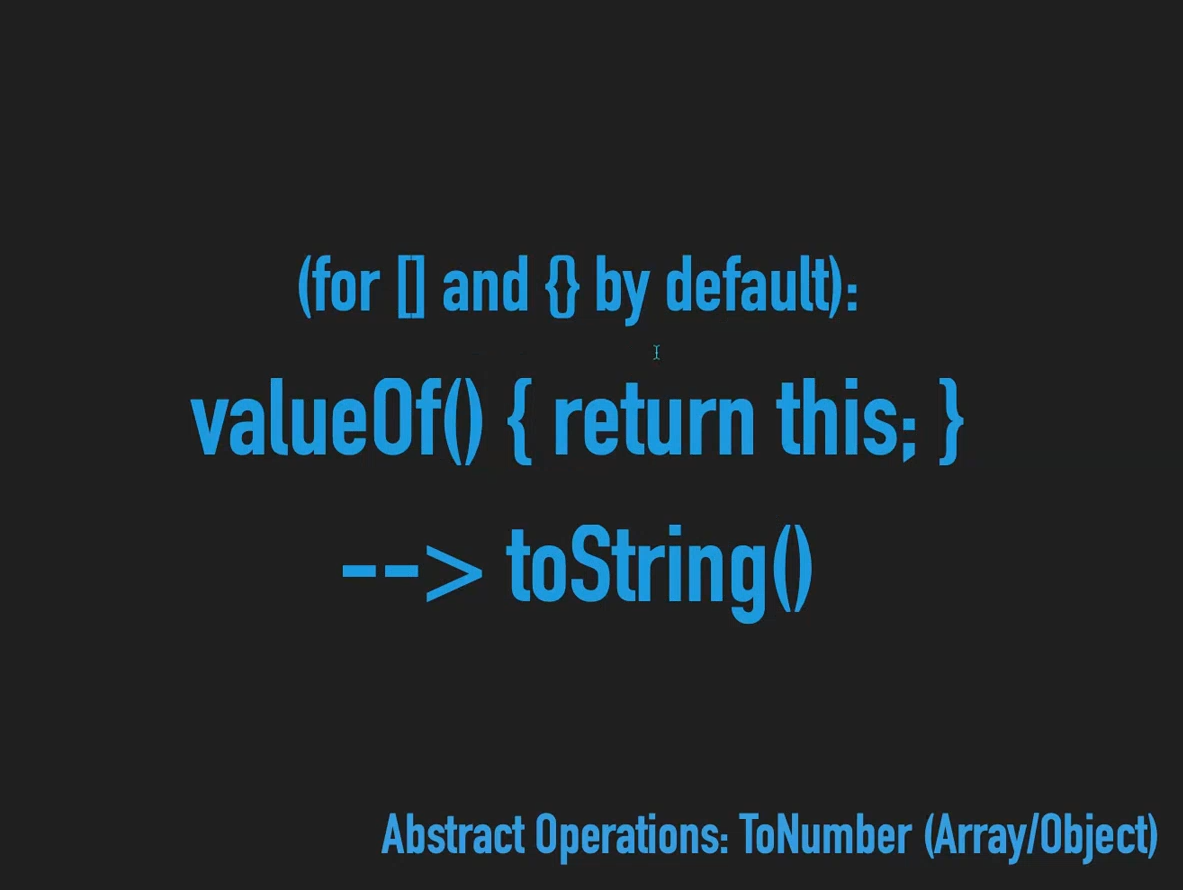 (for [] and {} by default):
valueOf() { return this; }
--> toString()
Abstract Operations: ToNumber (Array/Object)